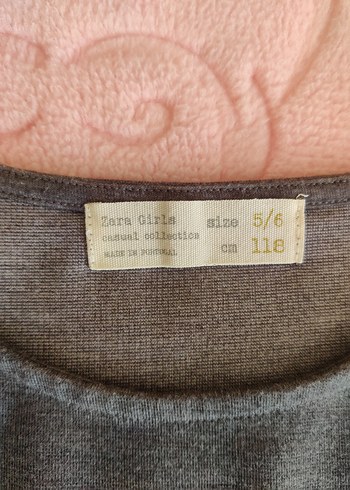 Zara Girls size 5/6
casual collection cm 118
MADE IN PORTUGAL